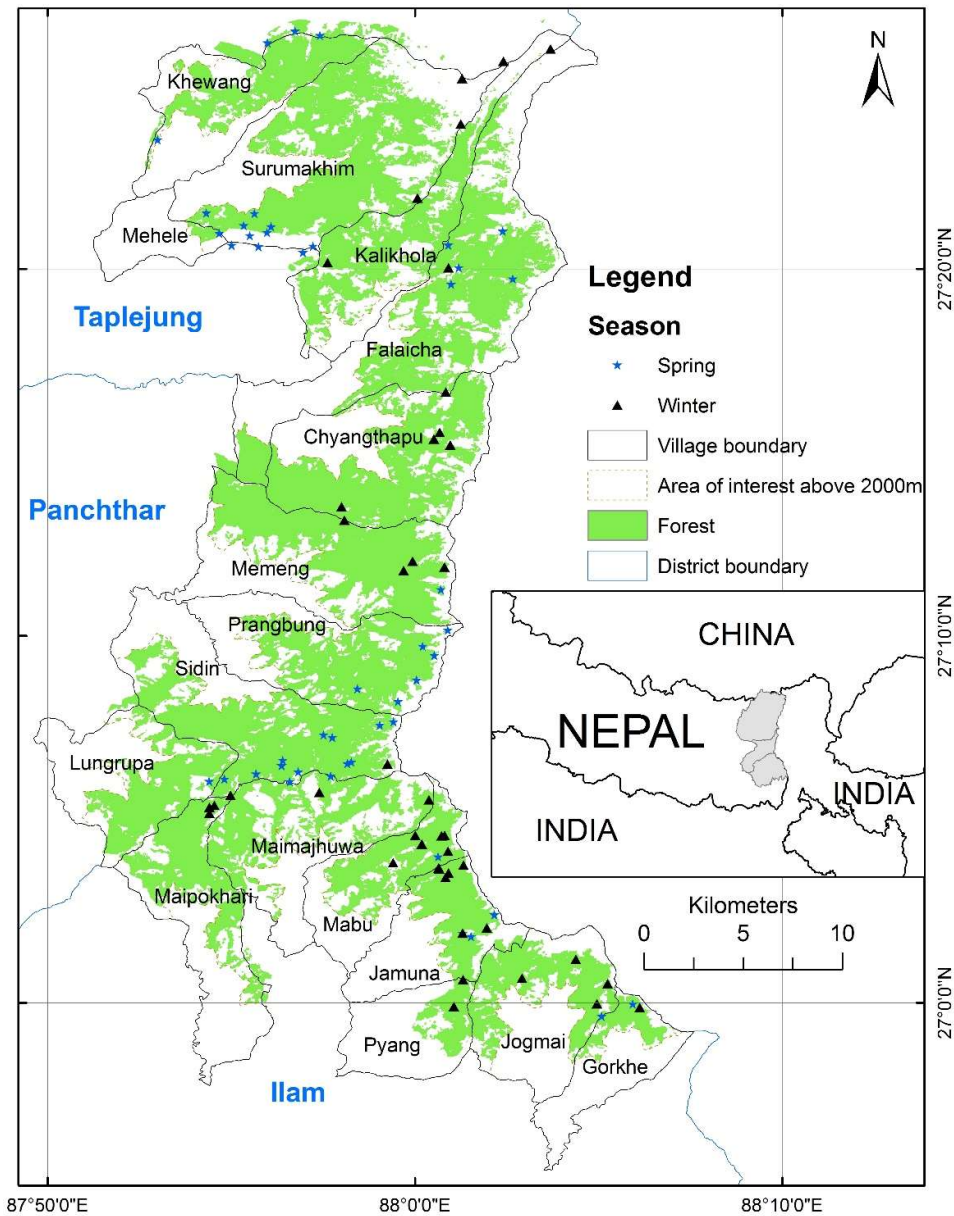 N
Khewang
Surumakhim
Mehele
Kalikhola
Taplejung
Falaicha
Chyangthapu
Panchthar
Memeng
Prangbung
Sidin
Lungrupa
Maimajhuwa
Maipokhari
Mabu
Jamuna
Pyang
Jogmai
Gorkhe
Ilam
Legend
Season
Spring
Winter
Village boundary
Area of interest above 2000m
Forest
District boundary
CHINA
NEPAL
INDIA
INDIA
Kilometers
0 5 10
27°20'0"N
27°10'0"N
27°0'0"N
87°50'0"E 88°0'0"E 88°10'0"E